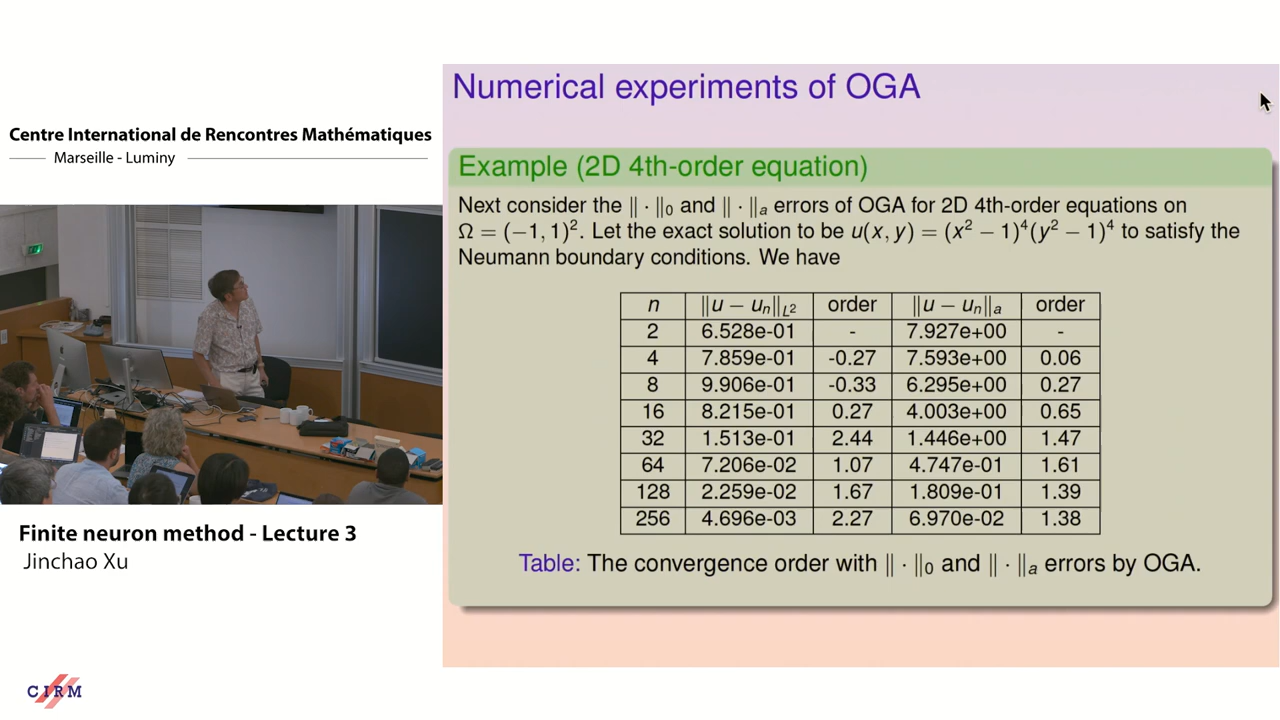 Centre International de Rencontres Mathématiques
Marseille - Luminy
Finite neuron method - Lecture 3
Jinchao Xu
CIRM
Numerical experiments of OGA
Example (2D 4th-order equation)
Next consider the ‖ · ‖₀ and ‖ · ‖ₐ errors of OGA for 2D 4th-order equations on
Ω = (−1, 1)². Let the exact solution to be u(x, y) = (x² − 1)⁴(y² − 1)⁴ to satisfy the
Neumann boundary conditions. We have
n ‖u − uₙ‖_L² order ‖u − uₙ‖ₐ order
2 6.528e-01 - 7.927e+00 -
4 7.859e-01 -0.27 7.593e+00 0.06
8 9.906e-01 -0.33 6.295e+00 0.27
16 8.215e-01 0.27 4.003e+00 0.65
32 1.513e-01 2.44 1.446e+00 1.47
64 7.206e-02 1.07 4.747e-01 1.61
128 2.259e-02 1.67 1.809e-01 1.39
256 4.696e-03 2.27 6.970e-02 1.38
Table: The convergence order with ‖ · ‖₀ and ‖ · ‖ₐ errors by OGA.